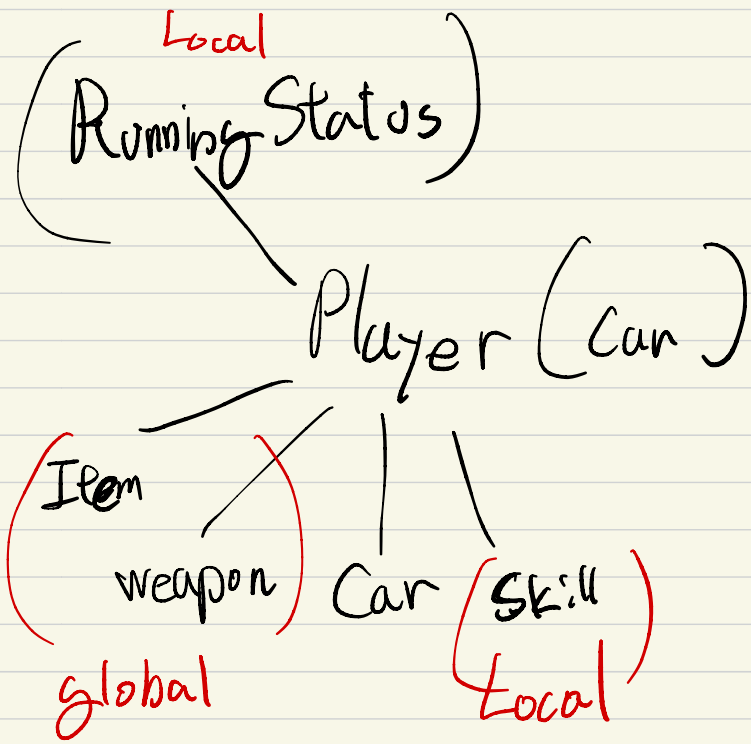 Local
Running Status
Player (Car)
Item
weapon
Car
Skill
global
Local